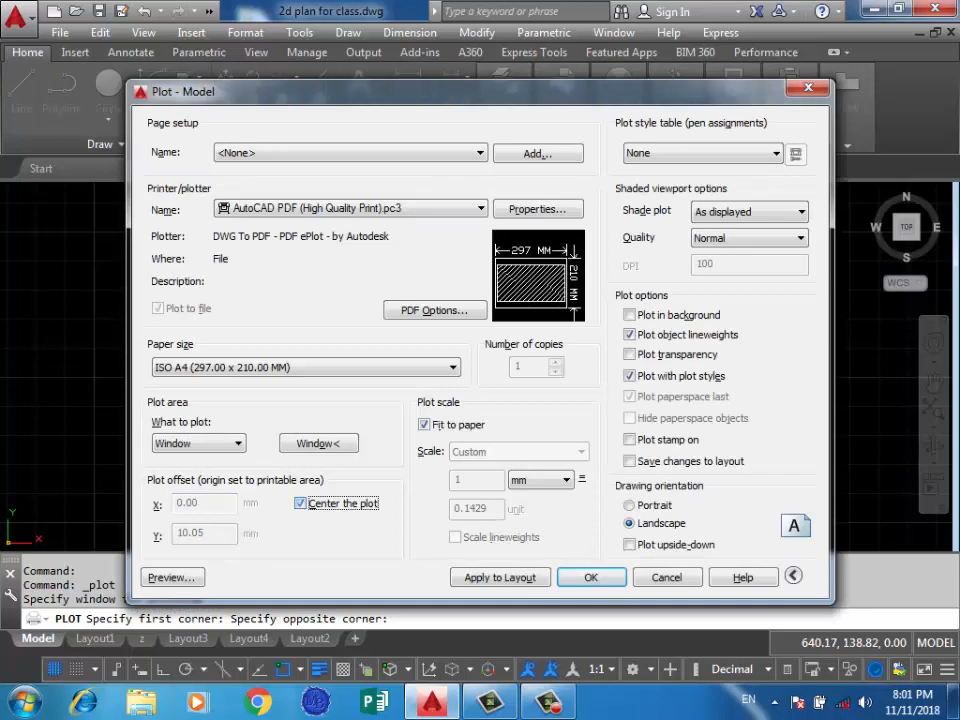 2d plan for class.dwg
Type a keyword or phrase
Sign In
File Edit View Insert Format Tools Draw Dimension Modify Parametric Window Help Express
Home Insert Annotate Parametric View Manage Output Add-ins A360 Express Tools Featured Apps BIM 360 Performance
Line Polyline
Draw
Start
Plot - Model
Page setup
Name: <None> Add...
Plot style table (pen assignments)
None
Printer/plotter
Name: AutoCAD PDF (High Quality Print).pc3 Properties...
Plotter: DWG To PDF - PDF ePlot - by Autodesk
Where: File
Description:
Plot to file
PDF Options...
297 MM
210 MM
Shaded viewport options
Shade plot As displayed
Quality Normal
DPI 100
Paper size
ISO A4 (297.00 x 210.00 MM)
Number of copies
1
Plot options
Plot in background
Plot object lineweights
Plot transparency
Plot with plot styles
Plot paperspace last
Hide paperspace objects
Plot stamp on
Save changes to layout
Plot area
What to plot:
Window Window<
Plot scale
Fit to paper
Scale: Custom
1 mm =
0.1429 unit
Scale lineweights
Plot offset (origin set to printable area)
X: 0.00 mm Center the plot
Y: 10.05 mm
Drawing orientation
Portrait
Landscape
Plot upside-down
A
Preview... Apply to Layout OK Cancel Help
N
W TOP E
S
WCS
Y
X
Command:
Command: _plot
Specify window
PLOT Specify first corner: Specify opposite corner:
Model Layout1 z Layout3 Layout4 Layout2 +
640.17, 138.82, 0.00 MODEL
1:1 Decimal
EN
8:01 PM
11/11/2018